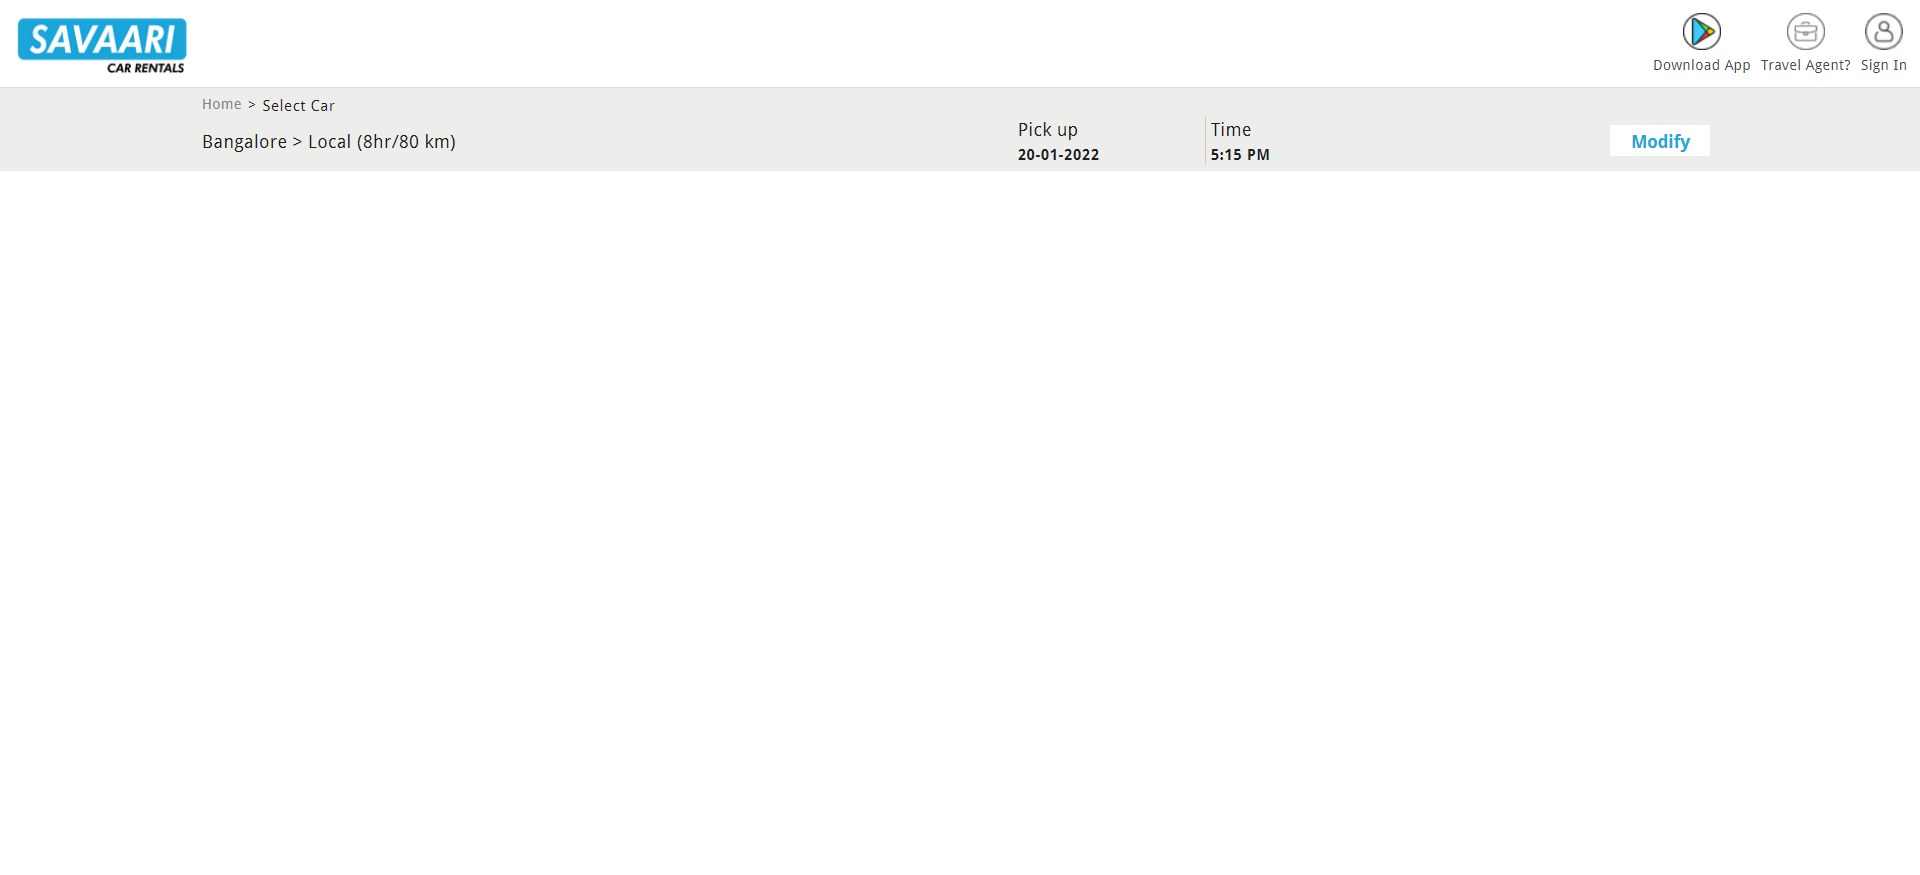 SAVAARI
CAR RENTALS
Download App
Travel Agent?
Sign In
Home > Select Car
Bangalore > Local (8hr/80 km)
Pick up
20-01-2022
Time
5:15 PM
Modify